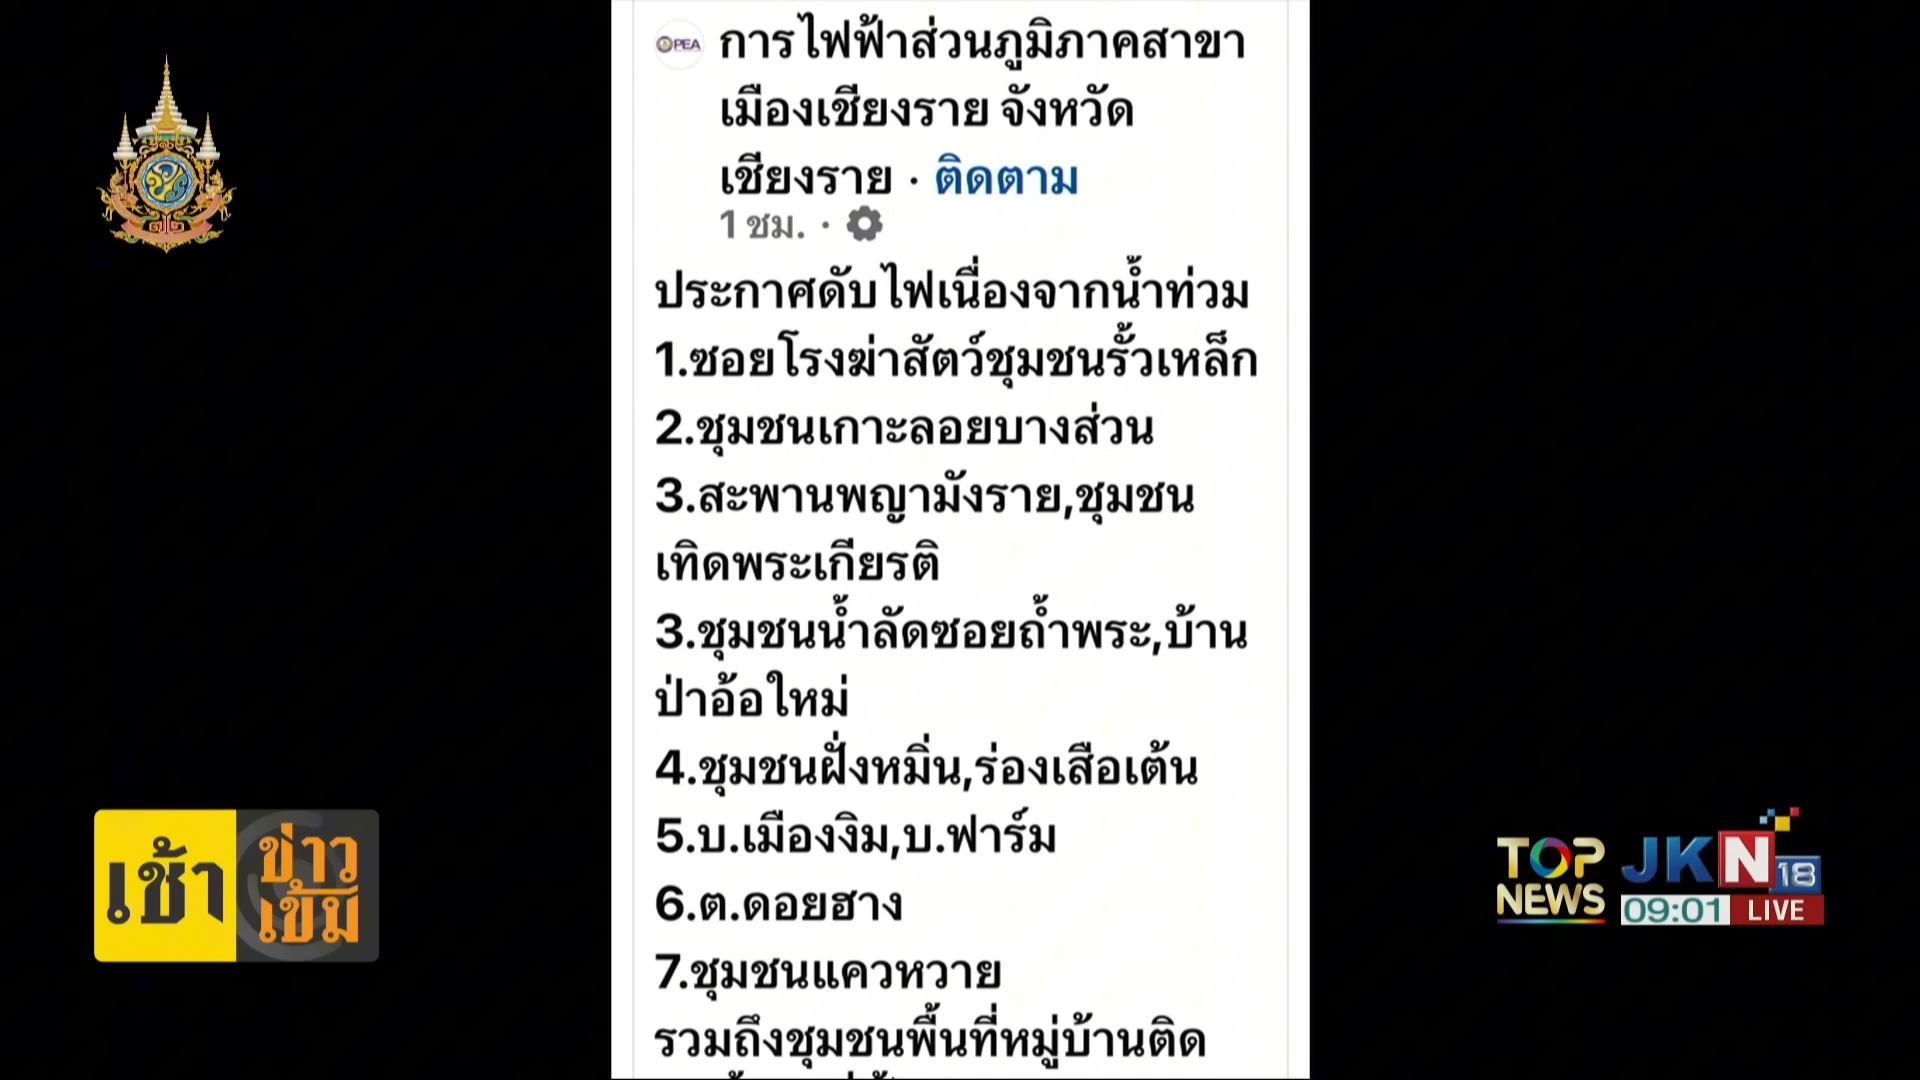 PEA
การไฟฟ้าส่วนภูมิภาคสาขา
เมืองเชียงราย จังหวัด
เชียงราย · ติดตาม
1 ชม. ·
ประกาศดับไฟเนื่องจากน้ำท่วม
1.ซอยโรงฆ่าสัตว์ชุมชนรั้วเหล็ก
2.ชุมชนเกาะลอยบางส่วน
3.สะพานพญามังราย,ชุมชน
เทิดพระเกียรติ
3.ชุมชนน้ำลัดซอยถ้ำพระ,บ้าน
ป่าอ้อใหม่
4.ชุมชนฝั่งหมิ่น,ร่องเสือเต้น
5.บ.เมืองงิม,บ.ฟาร์ม
6.ต.ดอยฮาง
7.ชุมชนแควหวาย
รวมถึงชุมชนพื้นที่หมู่บ้านติด
๗๒
เช้า
ข่าว
เข้ม
TOP
NEWS
JKN
18
09:01
LIVE